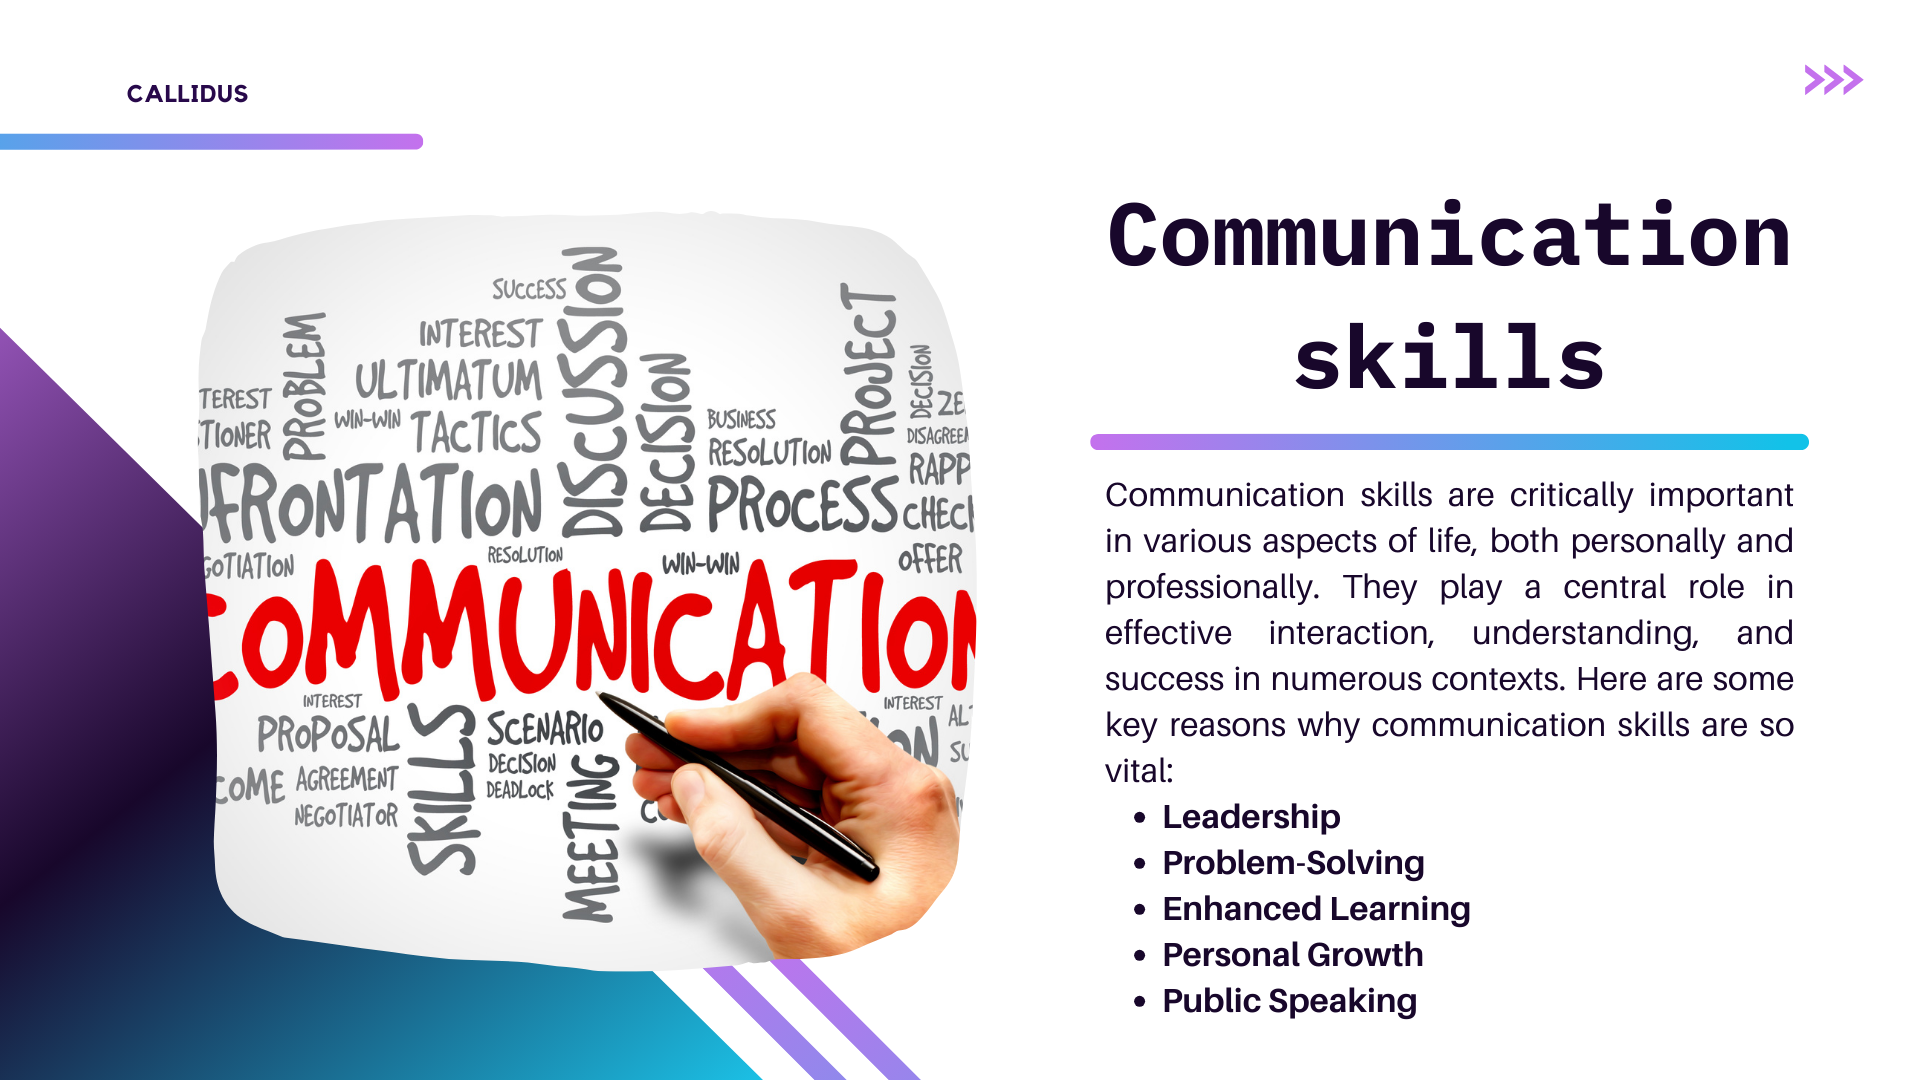 CALLIDUS
Communication
skills
Communication skills are critically important
in various aspects of life, both personally and
professionally. They play a central role in
effective interaction, understanding, and
success in numerous contexts. Here are some
key reasons why communication skills are so
vital:
• Leadership
• Problem-Solving
• Enhanced Learning
• Personal Growth
• Public Speaking
SUCCESS
DISCUSSION
PROBLEM
INTEREST
ULTIMATUM
WIN-WIN
TACTICS
DECISION
PROJECT
DECISION
TEREST
TIONER
BUSINESS
RESOLUTION
RAPP
FRONTATION
PROCESS
CHEC
GOTIATION
RESOLUTION
WIN-WIN
OFFER
COMMUNICATION
INTEREST
INTEREST
PROPOSAL
SKILLS
SCENARIO
COME
AGREEMENT
DECISION
NEGOTIATOR
DEADLOCK
MEETING